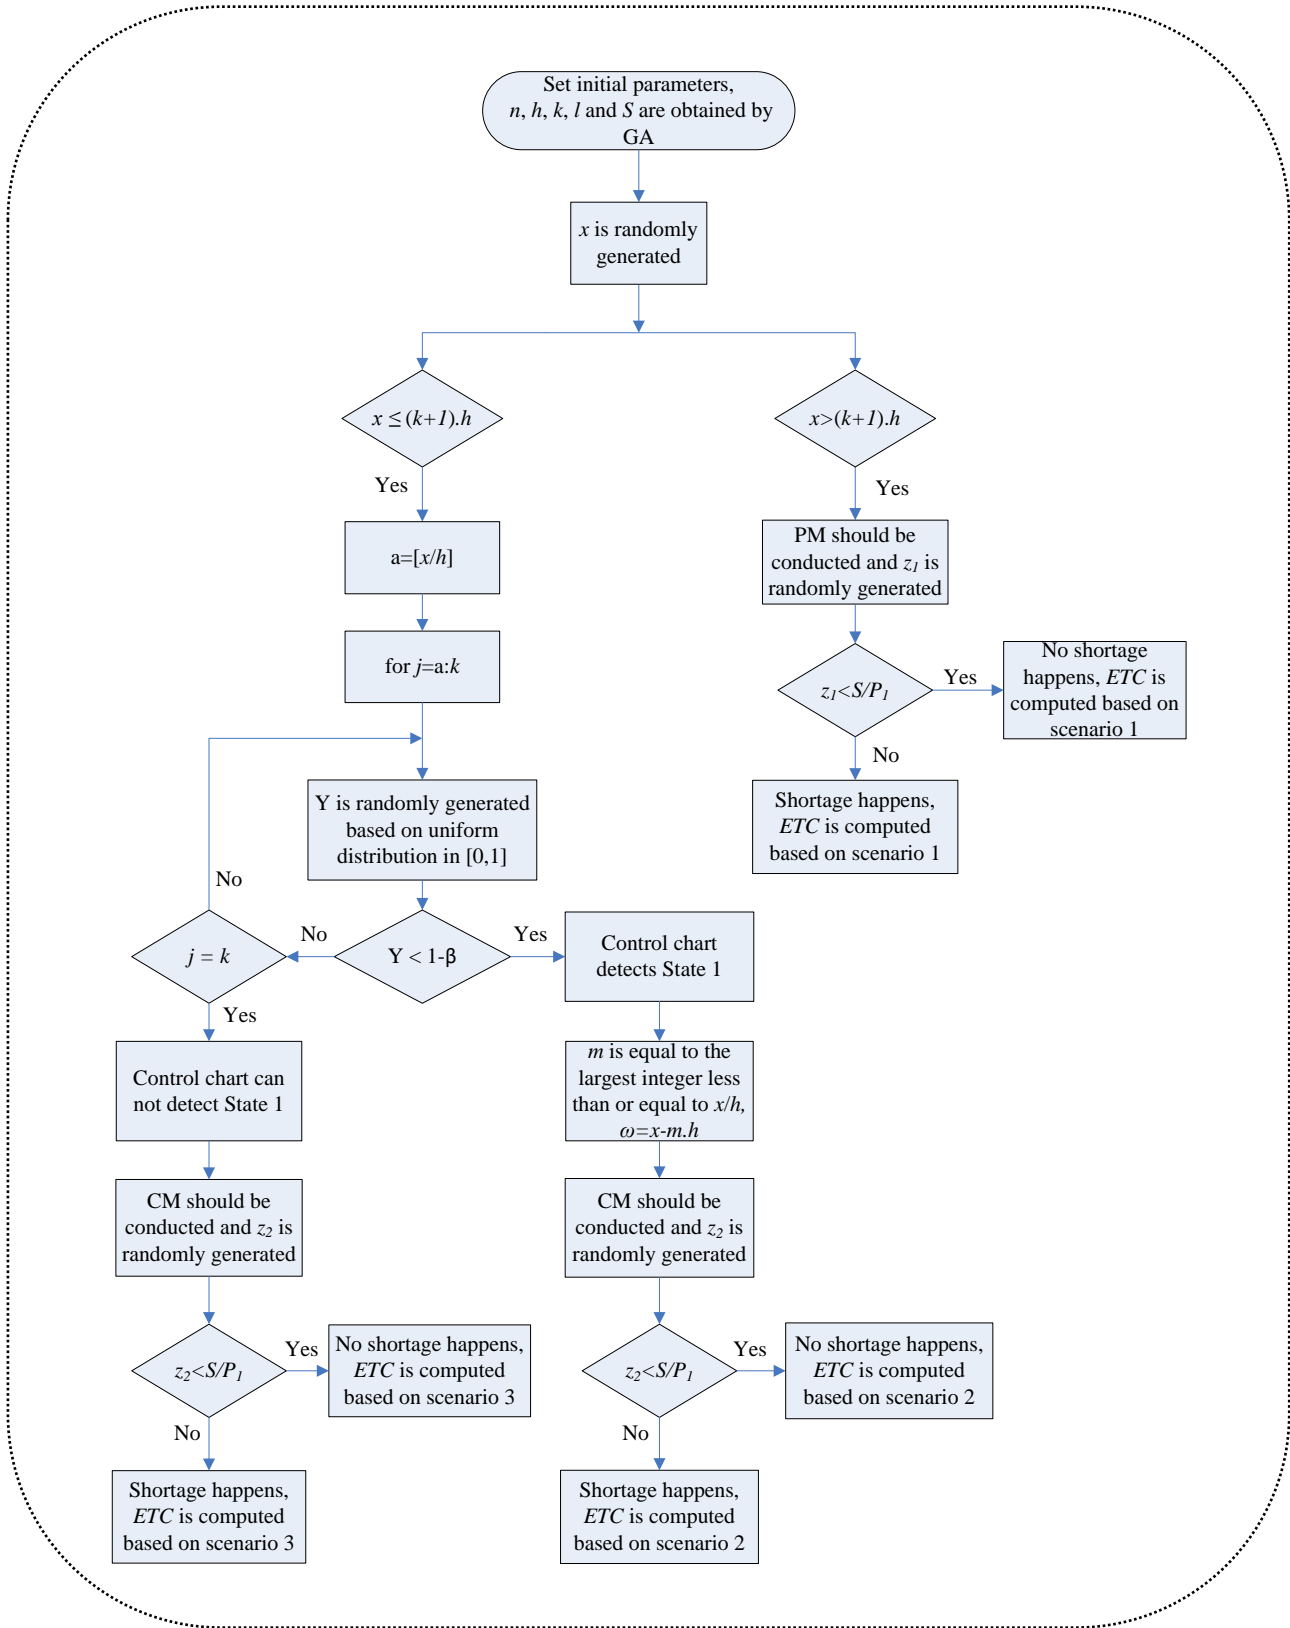 Set initial parameters,
n, h, k, l and S are obtained by
GA
x is randomly
generated
x ≤ (k+1).h
x>(k+1).h
Yes
Yes
a=[x/h]
PM should be
conducted and z1 is
randomly generated
for j=a:k
z1<S/P1
Yes
No shortage
happens, ETC is
computed based on
scenario 1
No
Shortage happens,
ETC is computed
based on scenario 1
Y is randomly generated
based on uniform
distribution in [0,1]
No
j = k
No
Y < 1-β
Yes
Control chart
detects State 1
Yes
Control chart can
not detect State 1
m is equal to the
largest integer less
than or equal to x/h,
ω=x-m.h
CM should be
conducted and z2 is
randomly generated
CM should be
conducted and z2 is
randomly generated
z2<S/P1
Yes
No shortage happens,
ETC is computed
based on scenario 3
z2<S/P1
Yes
No shortage happens,
ETC is computed
based on scenario 2
No
No
Shortage happens,
ETC is computed
based on scenario 3
Shortage happens,
ETC is computed
based on scenario 2